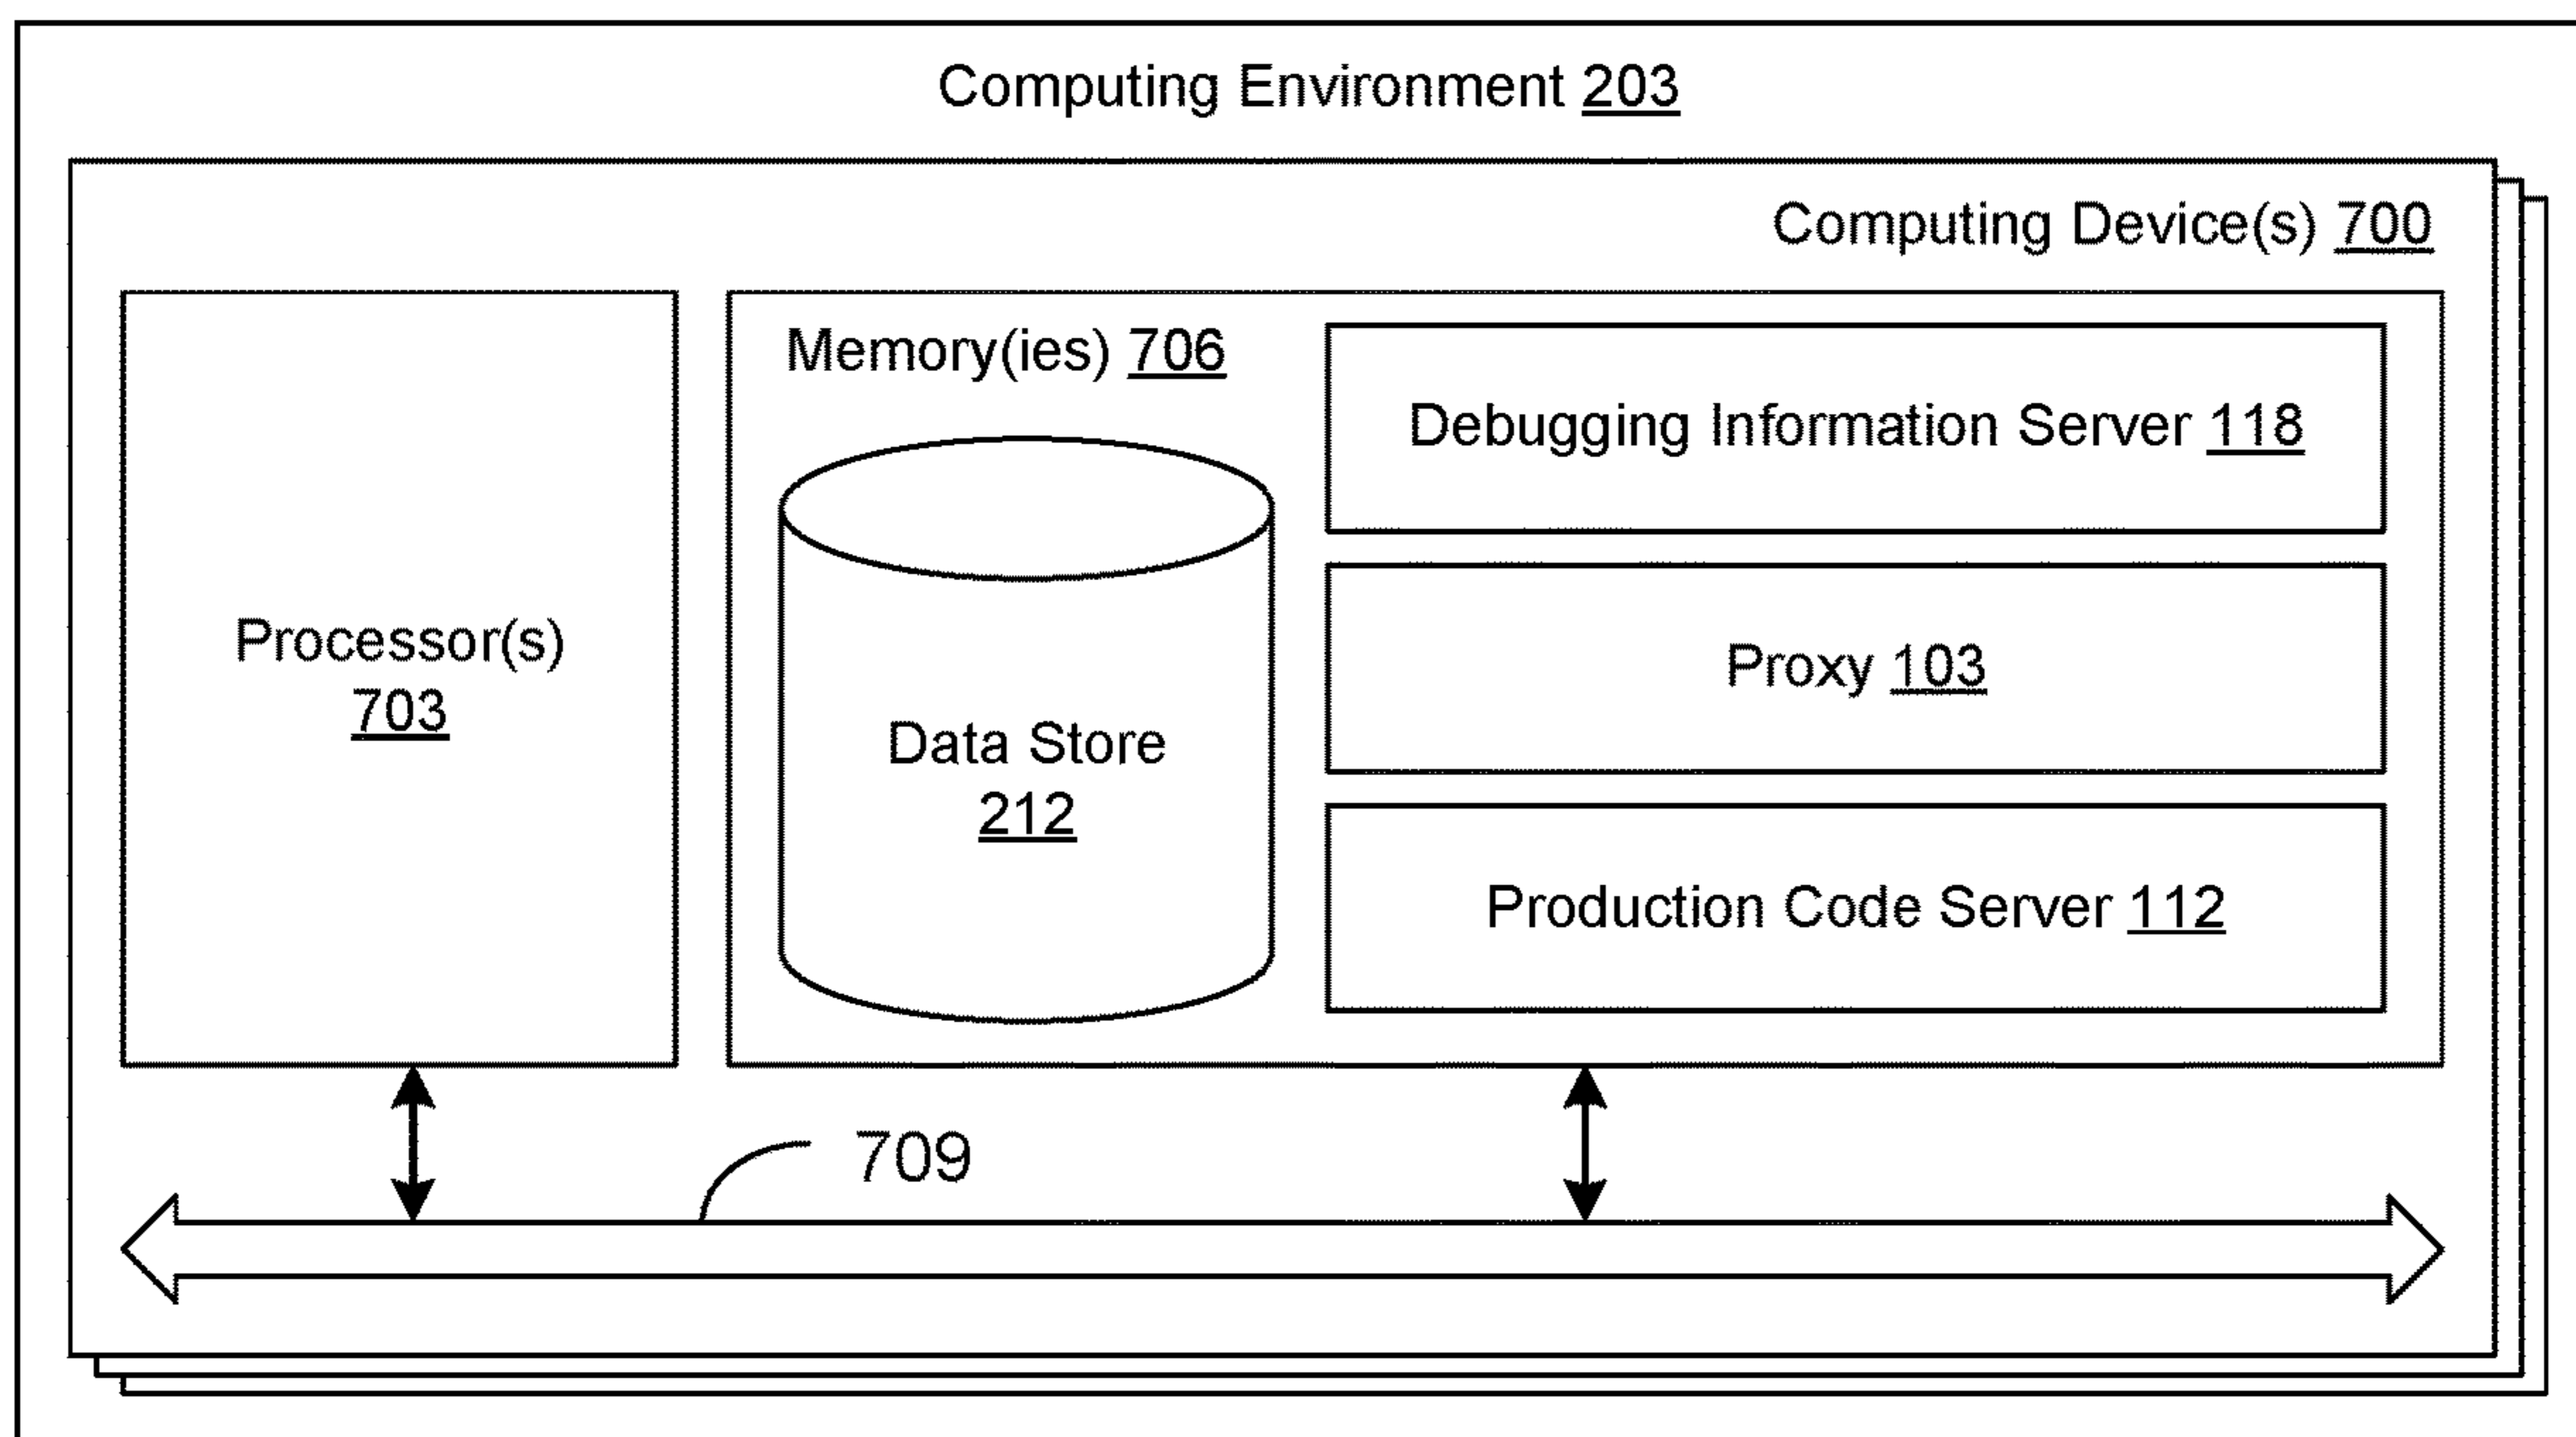 Computing Environment 203
Computing Device(s) 700
Memory(ies) 706
Debugging Information Server 118
Processor(s)
703
Proxy 103
Data Store
212
Production Code Server 112
709